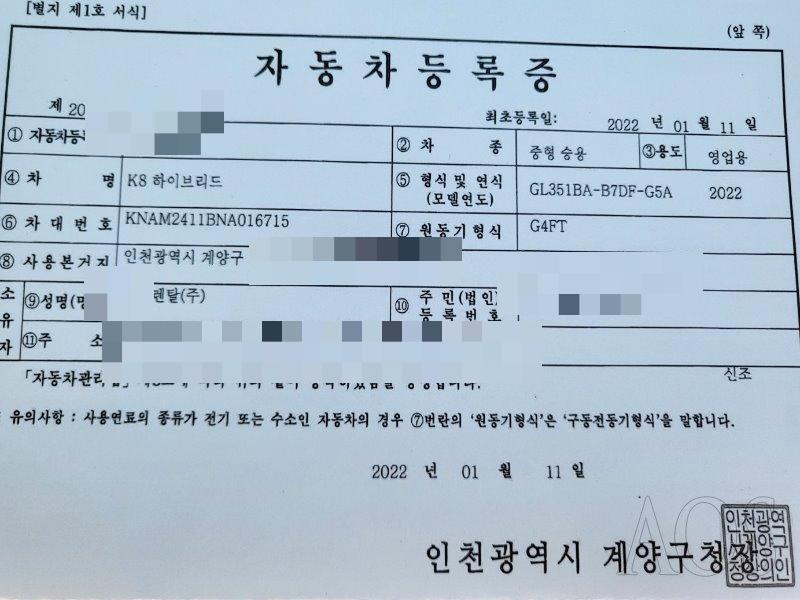 [별지 제1호 서식]
(앞 쪽)
자동차등록증
제 20
최초등록일: 2022 년 01 월 11 일
① 자동차등록
② 차 종 중형 승용 ③용도 영업용
④ 차 명 K8 하이브리드 ⑤ 형식 및 연식 (모델연도) GL351BA-B7DF-G5A 2022
⑥ 차대번호 KNAM2411BNA016715 ⑦ 원동기형식 G4FT
⑧ 사용본거지 인천광역시 계양구
소유자
⑨성명(명 렌탈(주) ⑩ 주민(법인) 등록번호
⑪주 소
「자동차관리
신조
유의사항 : 사용연료의 종류가 전기 또는 수소인 자동차의 경우 ⑦번란의 '원동기형식'은 '구동전동기형식'을 말합니다.
2022 년 01 월 11 일
인천광역시 계양구청장
인천광역
시계양구
청장의인